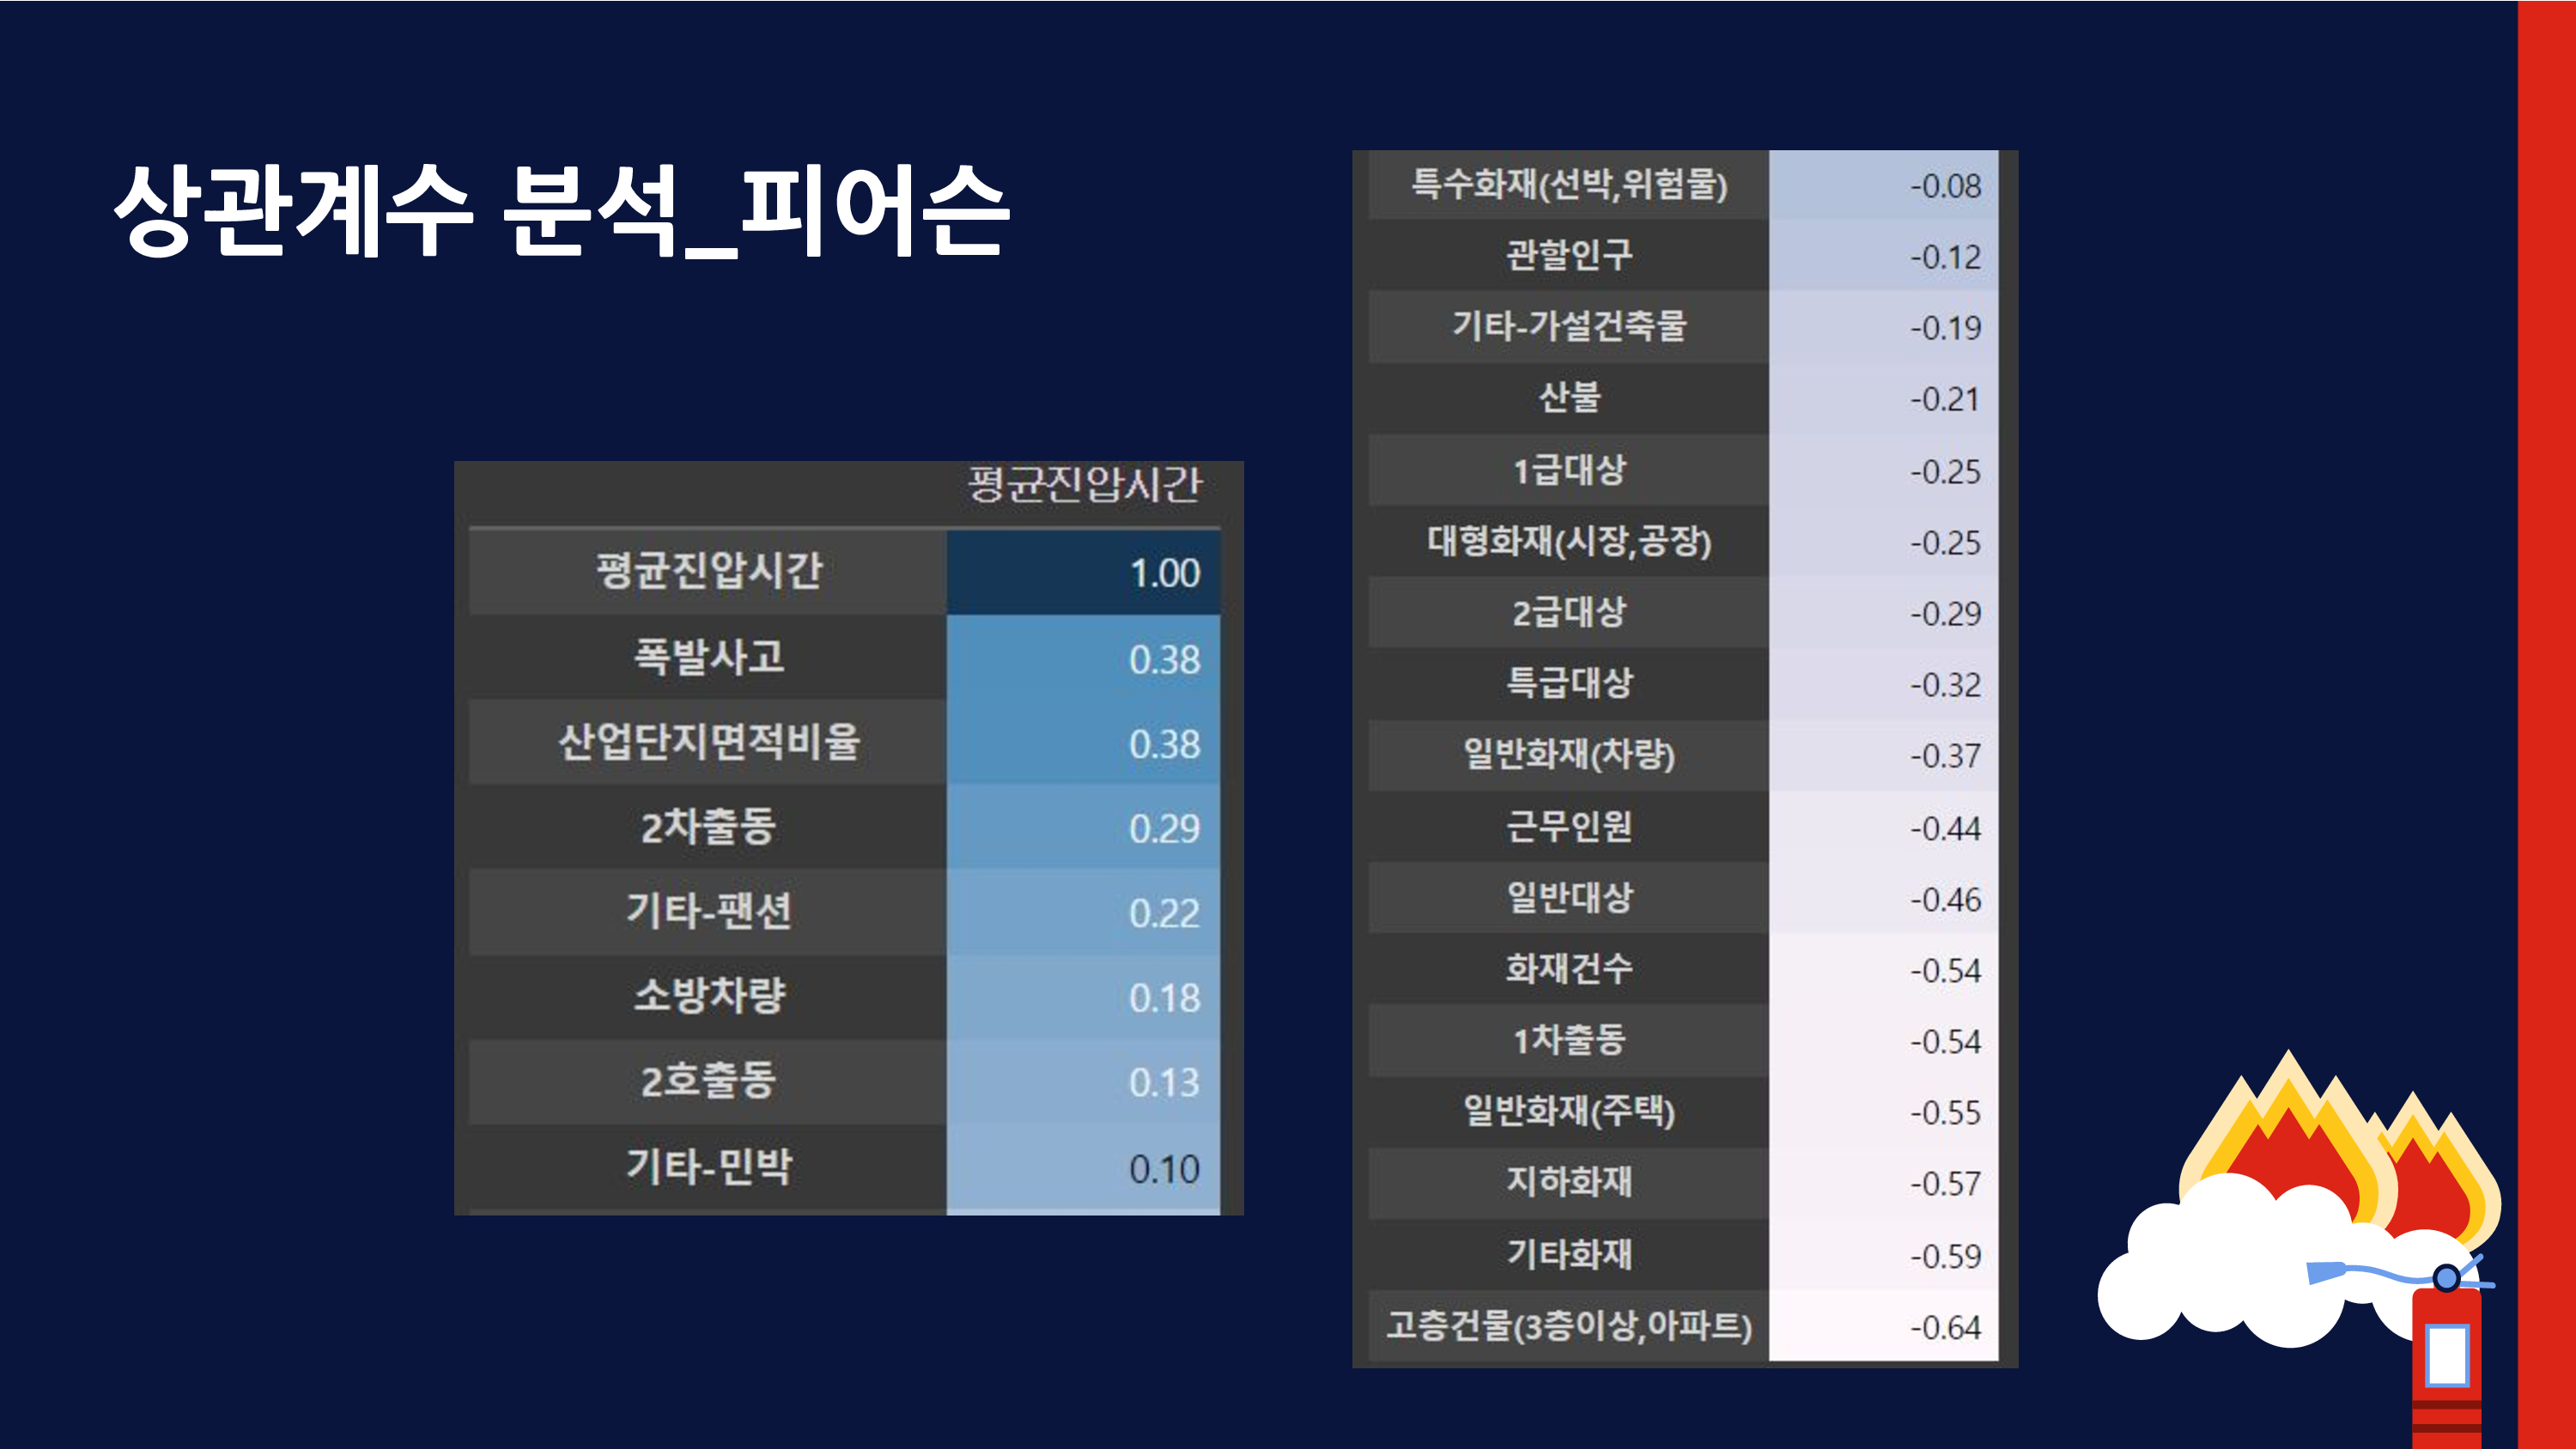 상관계수 분석_피어슨
평균진압시간
평균진압시간 1.00
폭발사고 0.38
산업단지면적비율 0.38
2차출동 0.29
기타-팬션 0.22
소방차량 0.18
2호출동 0.13
기타-민박 0.10
특수화재(선박,위험물) -0.08
관할인구 -0.12
기타-가설건축물 -0.19
산불 -0.21
1급대상 -0.25
대형화재(시장,공장) -0.25
2급대상 -0.29
특급대상 -0.32
일반화재(차량) -0.37
근무인원 -0.44
일반대상 -0.46
화재건수 -0.54
1차출동 -0.54
일반화재(주택) -0.55
지하화재 -0.57
기타화재 -0.59
고층건물(3층이상,아파트) -0.64